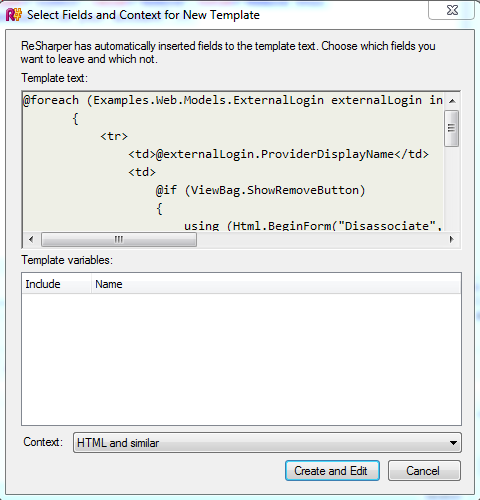 R# Select Fields and Context for New Template
ReSharper has automatically inserted fields to the template text. Choose which fields you
want to leave and which not.
Template text:
@foreach (Examples.Web.Models.ExternalLogin externalLogin in
{
<tr>
<td>@externalLogin.ProviderDisplayName</td>
<td>
@if (ViewBag.ShowRemoveButton)
{
using (Html.BeginForm("Disassociate",
Template variables:
Include Name
Context: HTML and similar
Create and Edit Cancel